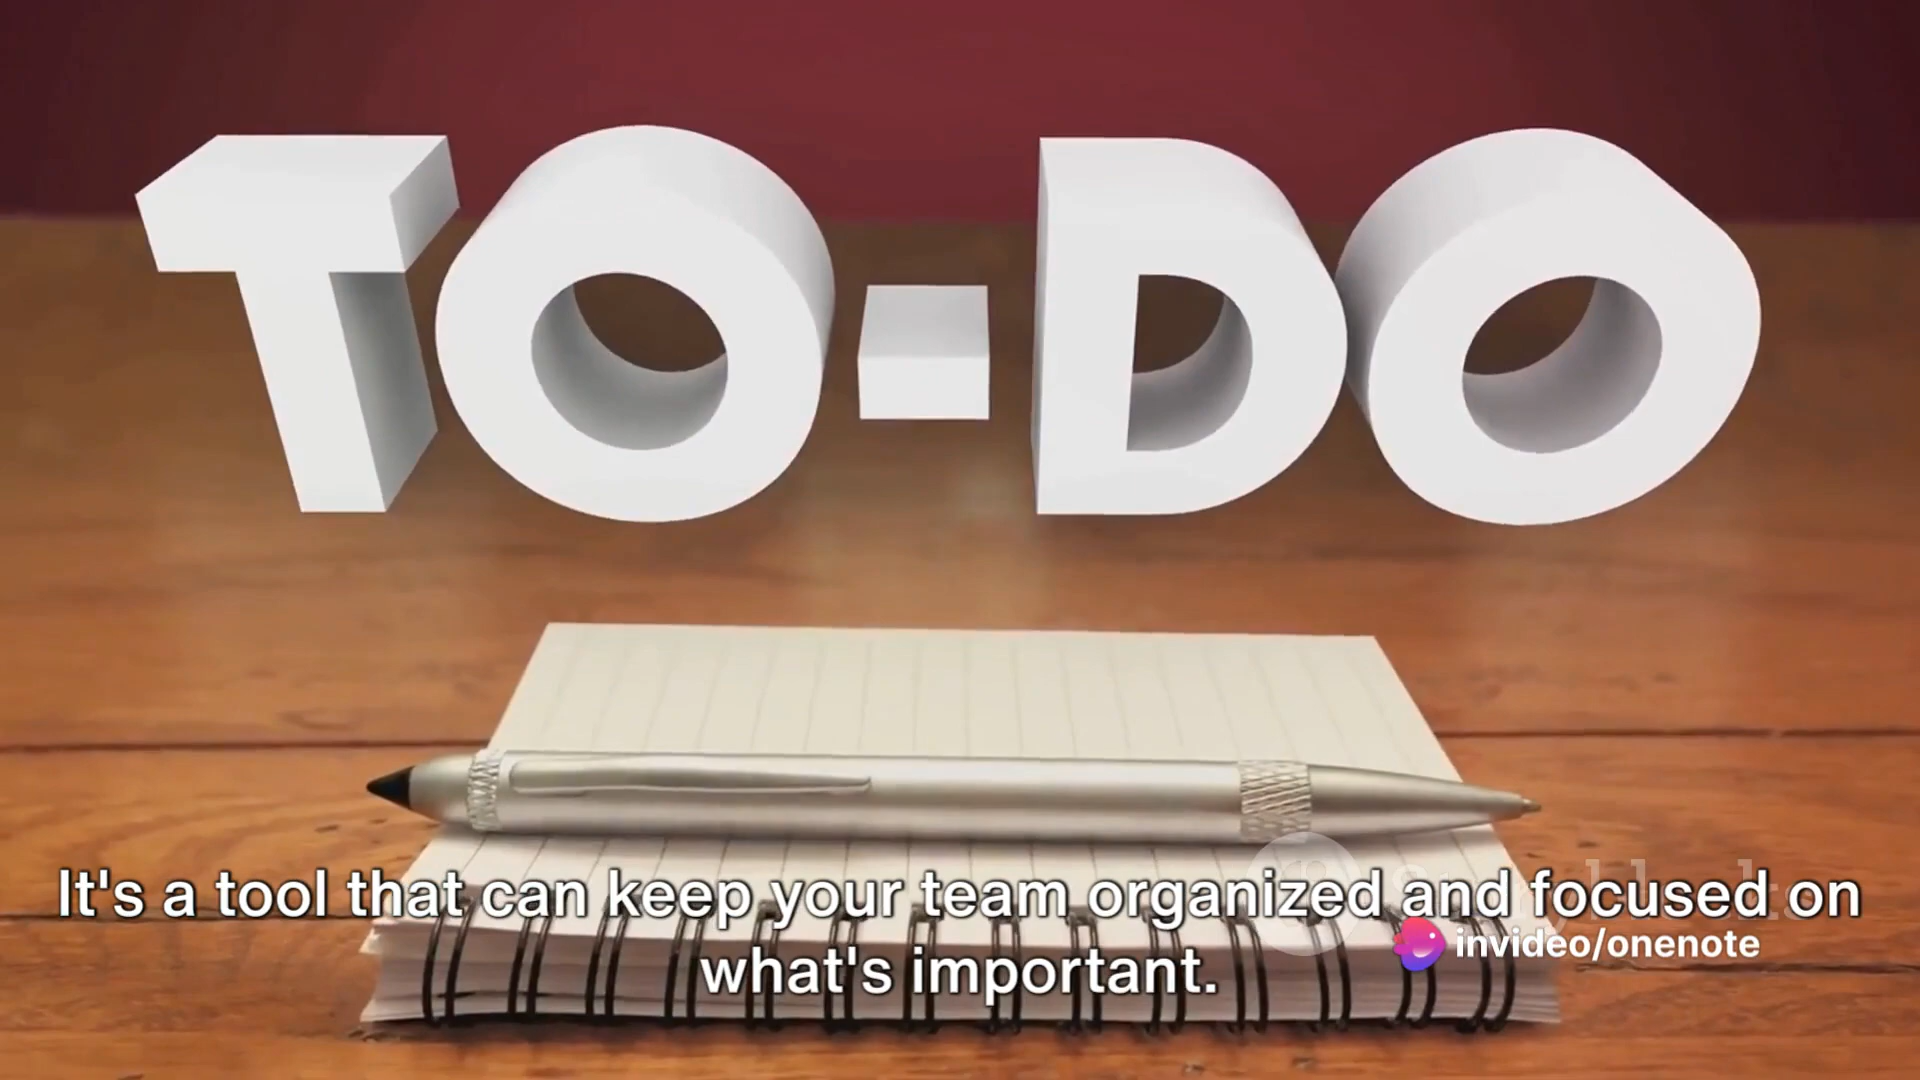 TO-DO
It's a tool that can keep your team organized and focused on
what's important.
invideo/onenote